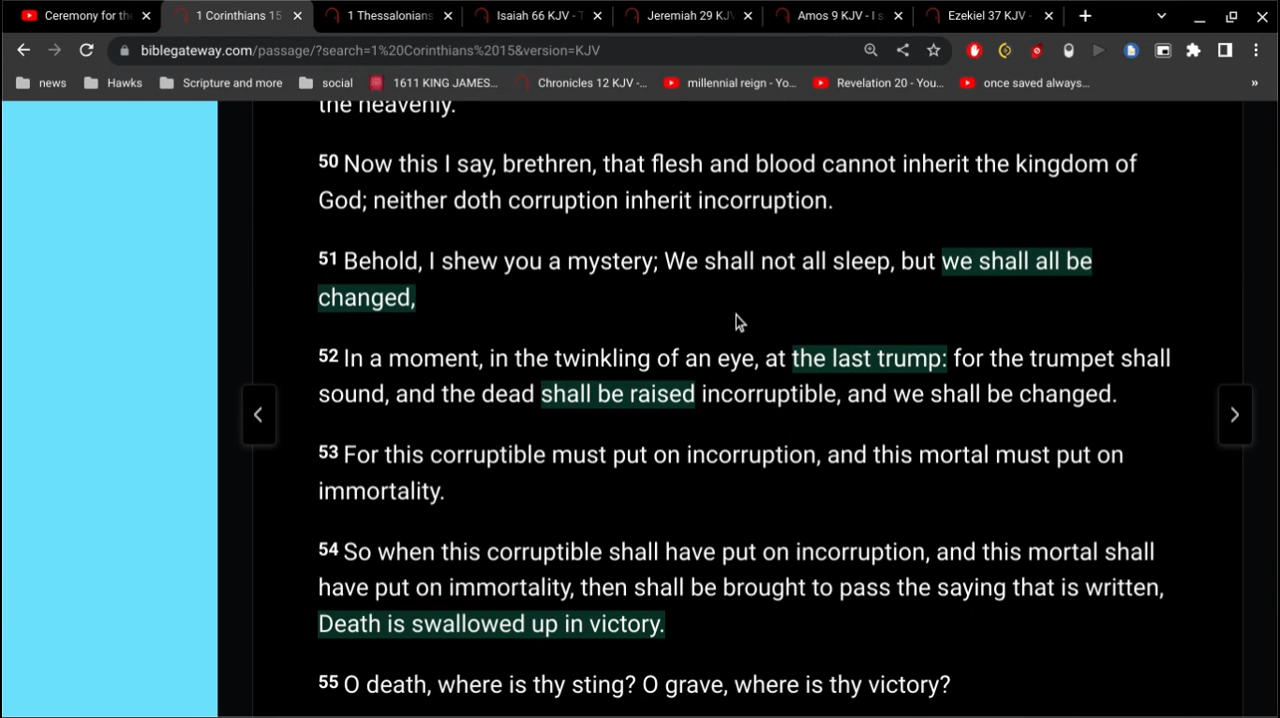 Ceremony for th
1 Corinthians 15
1 Thessalonians
Isaiah 66 KJV - T
Jeremiah 29 KJV
Amos 9 KJV - I s
Ezekiel 37 KJV -
biblegateway.com/passage/?search=1%20Corinthians%2015&version=KJV
news
Hawks
Scripture and more
social
1611 KING JAMES...
Chronicles 12 KJV -...
millennial reign - Yo...
Revelation 20 - You...
once saved always...
»
the heavenly.
50 Now this I say, brethren, that flesh and blood cannot inherit the kingdom of
God; neither doth corruption inherit incorruption.
51 Behold, I shew you a mystery; We shall not all sleep, but we shall all be
changed,
52 In a moment, in the twinkling of an eye, at the last trump: for the trumpet shall
sound, and the dead shall be raised incorruptible, and we shall be changed.
53 For this corruptible must put on incorruption, and this mortal must put on
immortality.
54 So when this corruptible shall have put on incorruption, and this mortal shall
have put on immortality, then shall be brought to pass the saying that is written,
Death is swallowed up in victory.
55 O death, where is thy sting? O grave, where is thy victory?